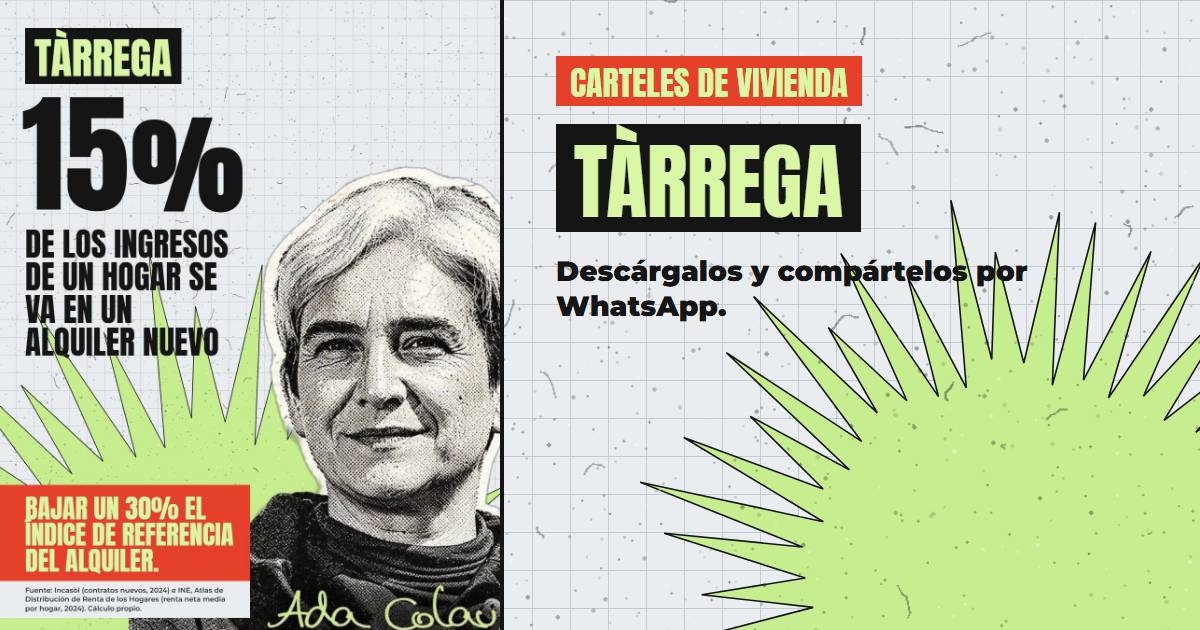 TÀRREGA
15%
DE LOS INGRESOS
DE UN HOGAR SE
VA EN UN
ALQUILER NUEVO
BAJAR UN 30% EL
ÍNDICE DE REFERENCIA
DEL ALQUILER.
Fuente: Incasòl (contratos nuevos, 2024) e INE, Atlas de
Distribución de Renta de los Hogares (renta neta media
por hogar, 2024). Cálculo propio.
Ada Colau
CARTELES DE VIVIENDA
TÀRREGA
Descárgalos y compártelos por
WhatsApp.